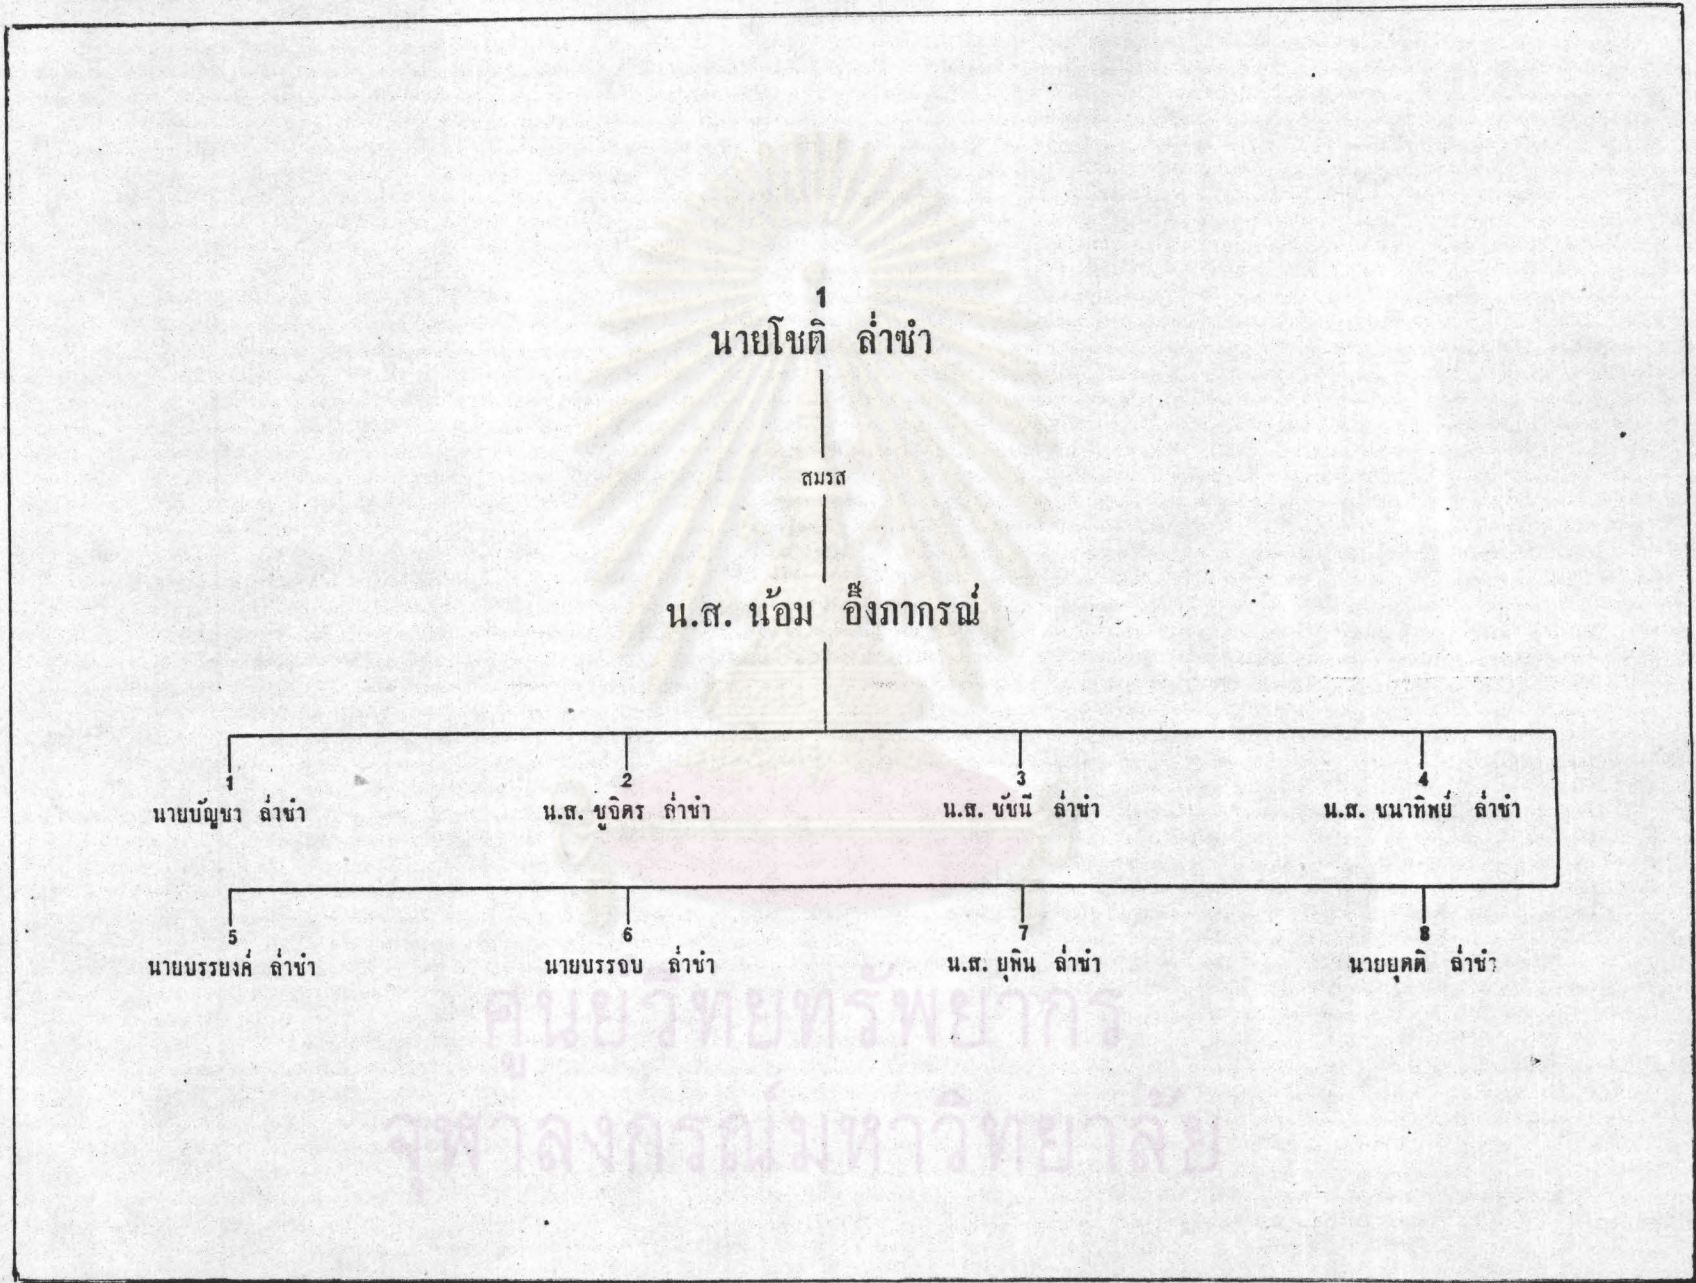 1
นายโชติ ล่ำซำ
สมรส
น.ส. น้อม อึ๊งภากรณ์
1 2 3 4
นายบัญชา ล่ำซำ น.ส. ชูจิตร ล่ำซำ น.ส. ชัชนี ล่ำซำ น.ส. ชนาทิพย์ ล่ำซำ
5 6 7 8
นายบรรยงค์ ล่ำซำ นายบรรจบ ล่ำซำ น.ส. ยุพิน ล่ำซำ นายยุตติ ล่ำซำ
ศูนย์วิทยทรัพยากร
จุฬาลงกรณ์มหาวิทยาลัย